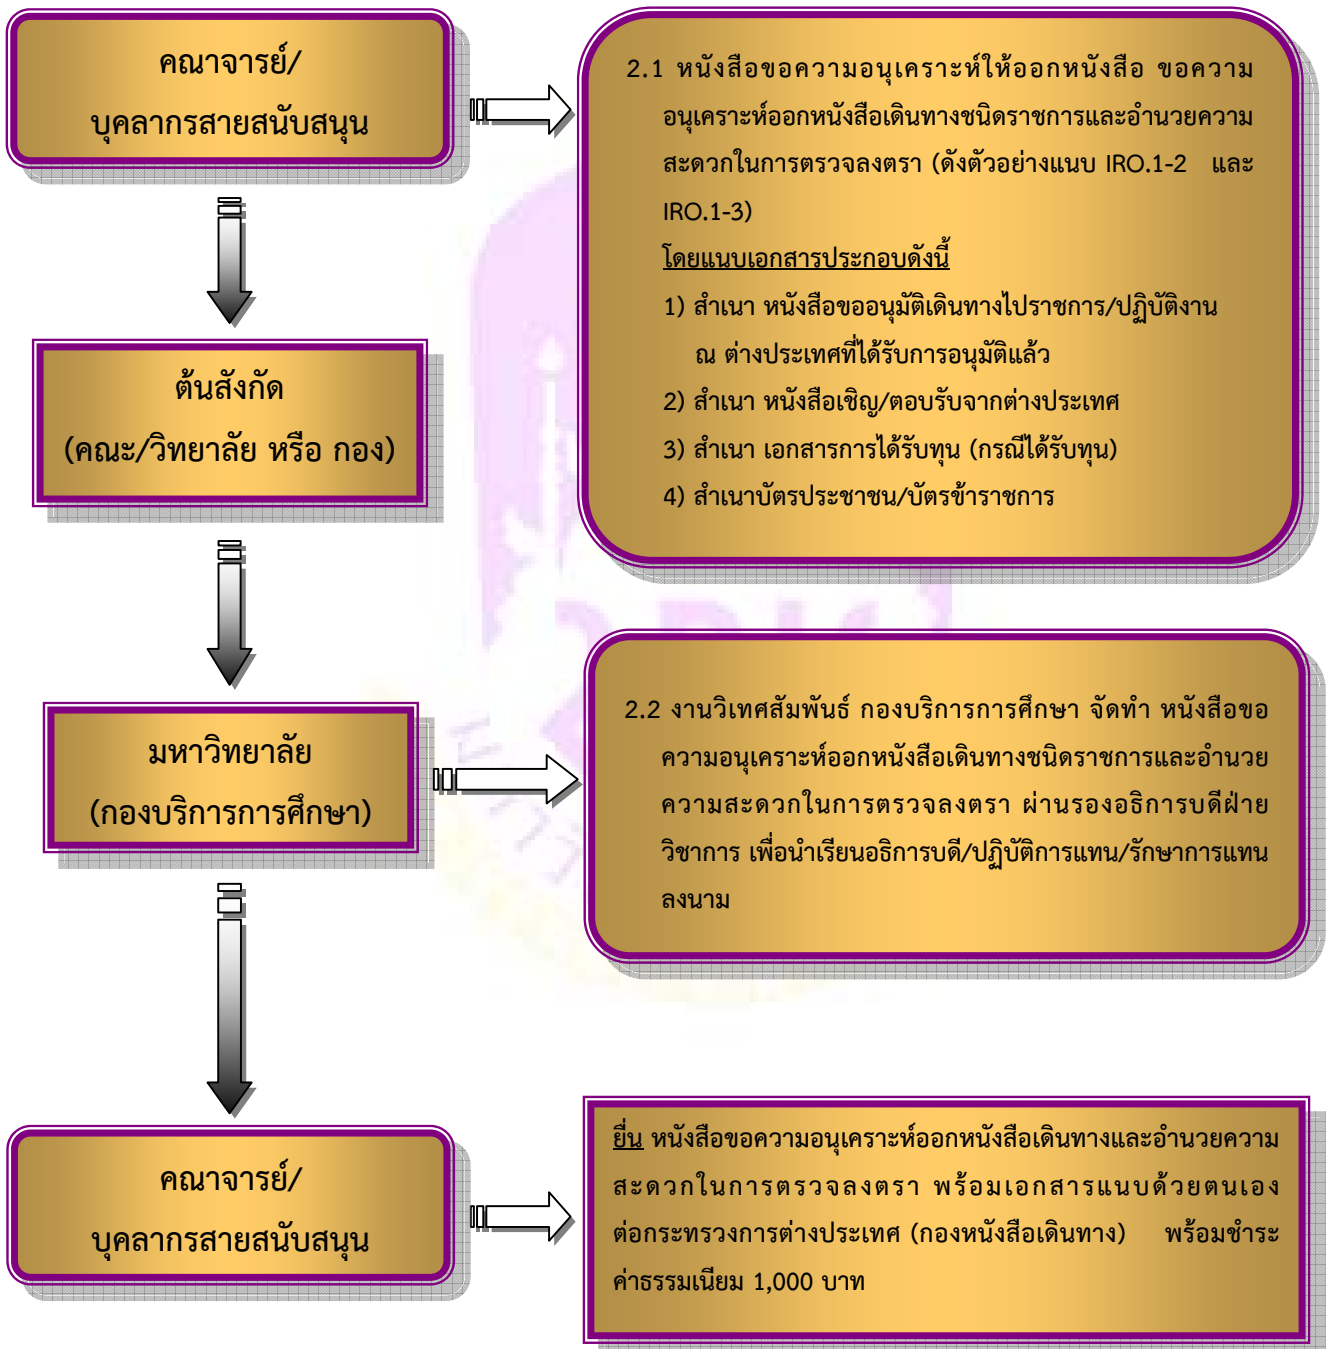 คณาจารย์/
บุคลากรสายสนับสนุน
2.1 หนังสือขอความอนุเคราะห์ให้ออกหนังสือ ขอความ
อนุเคราะห์ออกหนังสือเดินทางชนิดราชการและอำนวยความ
สะดวกในการตรวจลงตรา (ดังตัวอย่างแนบ IRO.1-2 และ
IRO.1-3)
โดยแนบเอกสารประกอบดังนี้
1) สำเนา หนังสือขออนุมัติเดินทางไปราชการ/ปฏิบัติงาน
ณ ต่างประเทศที่ได้รับการอนุมัติแล้ว
2) สำเนา หนังสือเชิญ/ตอบรับจากต่างประเทศ
3) สำเนา เอกสารการได้รับทุน (กรณีได้รับทุน)
4) สำเนาบัตรประชาชน/บัตรข้าราชการ
ต้นสังกัด
(คณะ/วิทยาลัย หรือ กอง)
มหาวิทยาลัย
(กองบริการการศึกษา)
2.2 งานวิเทศสัมพันธ์ กองบริการการศึกษา จัดทำ หนังสือขอ
ความอนุเคราะห์ออกหนังสือเดินทางชนิดราชการและอำนวย
ความสะดวกในการตรวจลงตรา ผ่านรองอธิการบดีฝ่าย
วิชาการ เพื่อนำเรียนอธิการบดี/ปฏิบัติการแทน/รักษาการแทน
ลงนาม
คณาจารย์/
บุคลากรสายสนับสนุน
ยื่น หนังสือขอความอนุเคราะห์ออกหนังสือเดินทางและอำนวยความ
สะดวกในการตรวจลงตรา พร้อมเอกสารแนบด้วยตนเอง
ต่อกระทรวงการต่างประเทศ (กองหนังสือเดินทาง) พร้อมชำระ
ค่าธรรมเนียม 1,000 บาท